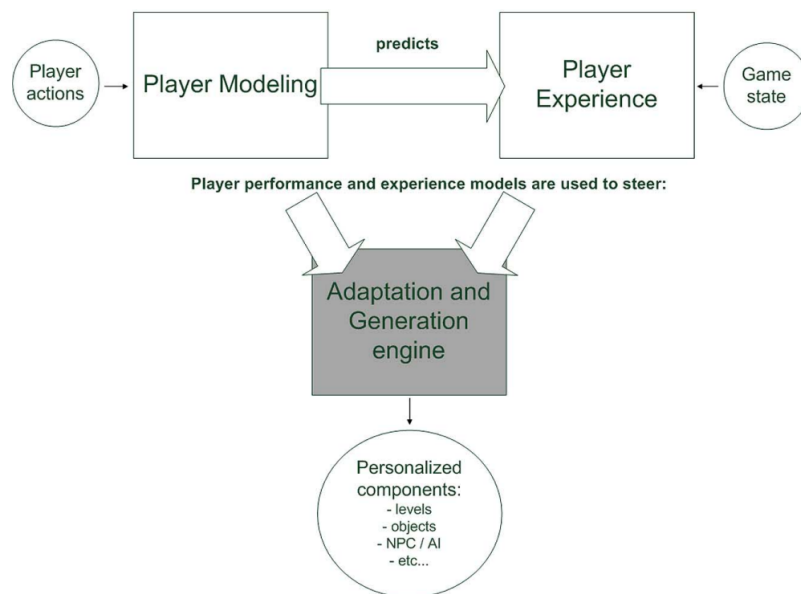 predicts
Player
actions
Player Modeling
Player
Experience
Game
state
Player performance and experience models are used to steer:
Adaptation and
Generation
engine
Personalized
components:
- levels
- objects
- NPC / AI
- etc...